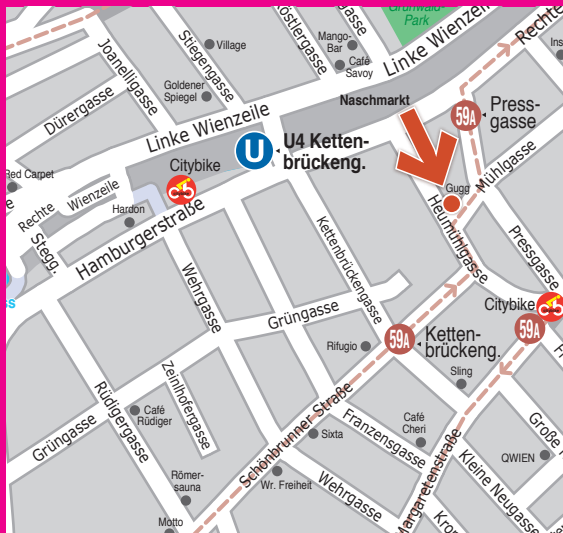 Grünwald
Park
Rechte
Mango-
Bar
Köstlergasse
Village
Stiegengasse
Joanelligasse
Café
Savoy
Linke Wienzeile
Ins
Goldener
Spiegel
Naschmarkt
Dürergasse
Linke Wienzeile
59A
Press-
gasse
U
U4 Ketten-
brückeng.
Citybike
Red Carpet
Wienzeile
Rechte
Gugg
Mühlgasse
Hardon
Stegg.
Hamburgerstraße
Heumühlgasse
Kettenbrückengasse
Pressgasse
Wehrgasse
Citybike
Grüngasse
59A
Ketten-
brückeng.
59A
Rifugio
Sling
Zeinlhofergasse
Schönbrunner Straße
Rüdigergasse
Café
Rüdiger
Franzensgasse
Café
Cheri
Große
Grüngasse
Sixta
Margaretenstraße
Kleine Neugasse
QWIEN
Römer-
sauna
Wr. Freiheit
Wehrgasse
Motto